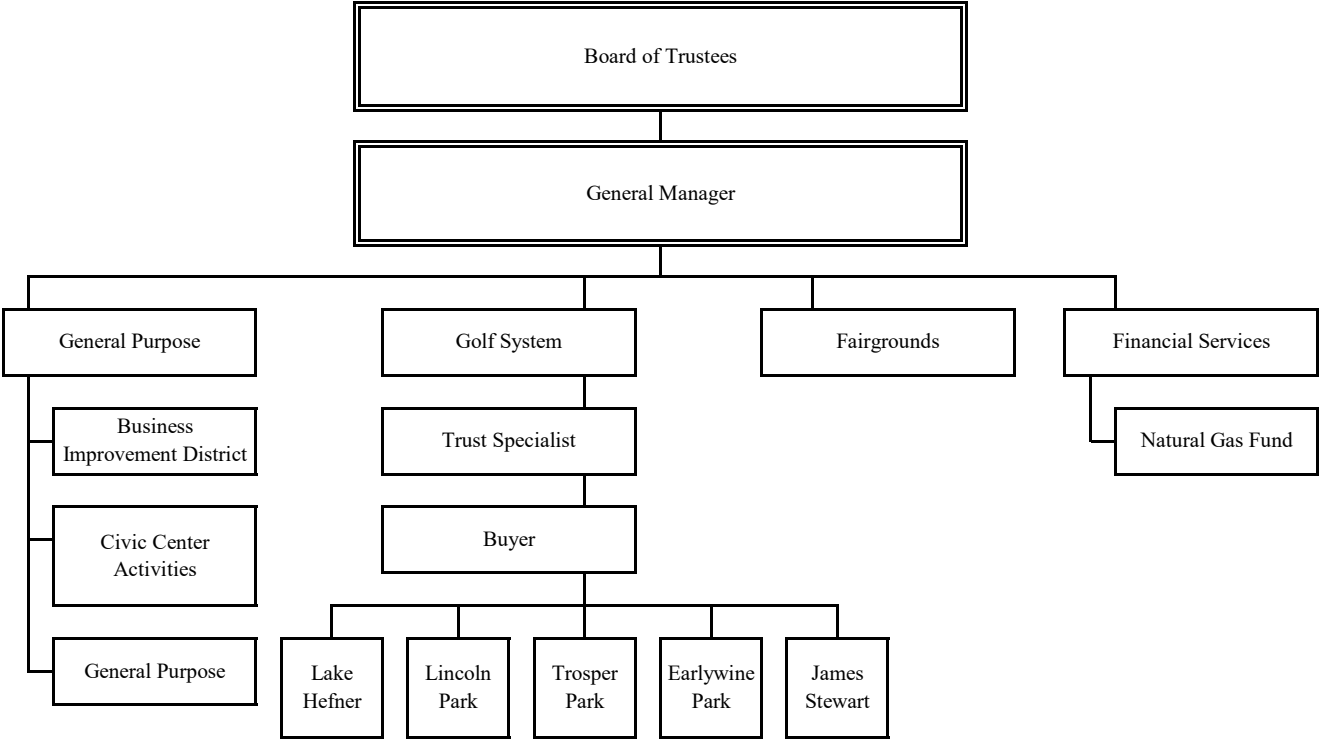 Board of Trustees
General Manager
General Purpose
Golf System
Fairgrounds
Financial Services
Business
Improvement District
Trust Specialist
Natural Gas Fund
Civic Center
Activities
Buyer
General Purpose
Lake
Hefner
Lincoln
Park
Trosper
Park
Earlywine
Park
James
Stewart